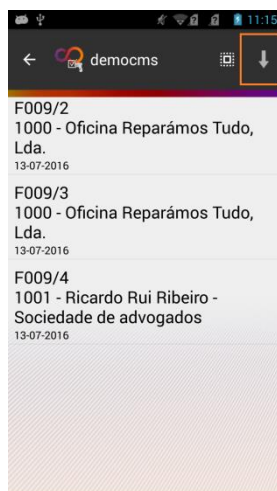 11:15
democms
F009/2
1000 - Oficina Reparámos Tudo,
Lda.
13-07-2016
F009/3
1000 - Oficina Reparámos Tudo,
Lda.
13-07-2016
F009/4
1001 - Ricardo Rui Ribeiro -
Sociedade de advogados
13-07-2016